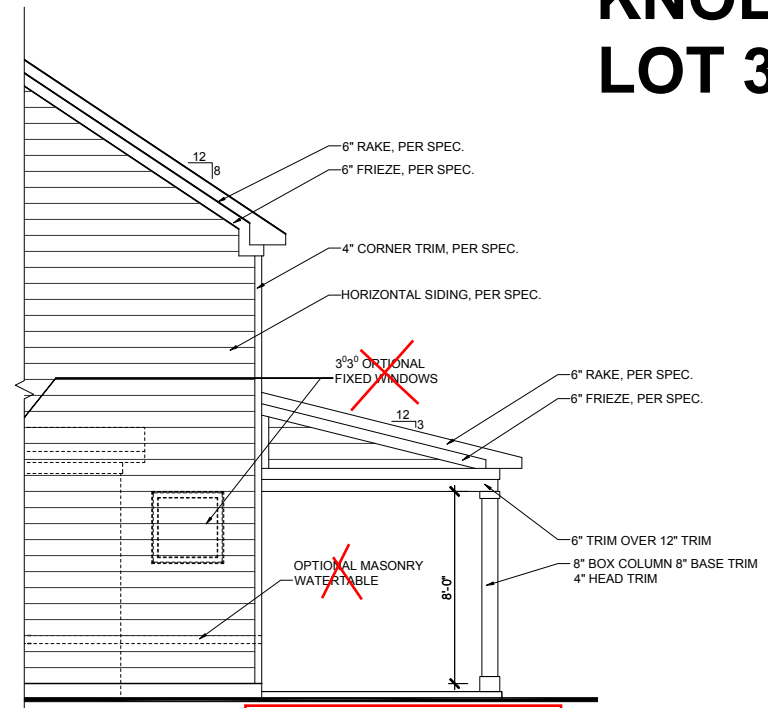 LOT 3
12
8
6" RAKE, PER SPEC.
6" FRIEZE, PER SPEC.
4" CORNER TRIM, PER SPEC.
HORIZONTAL SIDING, PER SPEC.
3⁰3⁰ OPTIONAL
FIXED WINDOWS
6" RAKE, PER SPEC.
6" FRIEZE, PER SPEC.
12
3
6" TRIM OVER 12" TRIM
8" BOX COLUMN 8" BASE TRIM
4" HEAD TRIM
OPTIONAL MASONRY
WATERTABLE
8'-0"